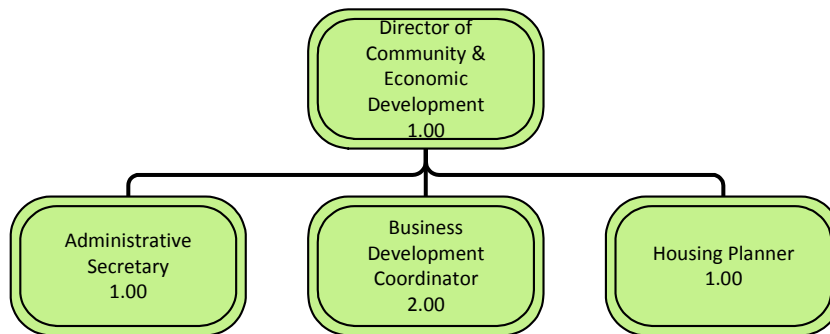 Director of
Community &
Economic
Development
1.00
Administrative
Secretary
1.00
Business
Development
Coordinator
2.00
Housing Planner
1.00